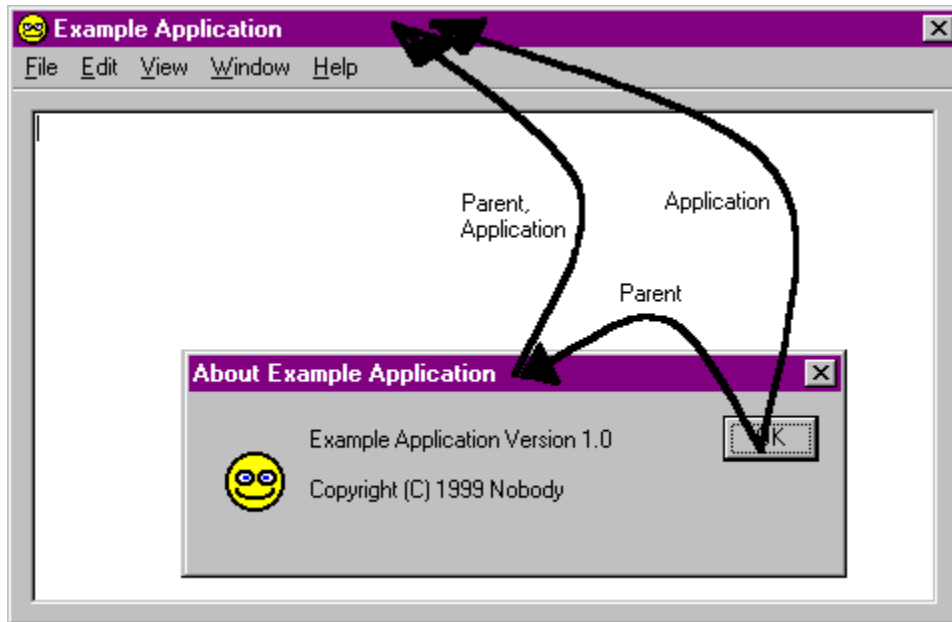 Example Application
File Edit View Window Help
Parent,
Application
Application
Parent
About Example Application
Example Application Version 1.0
Copyright (C) 1999 Nobody